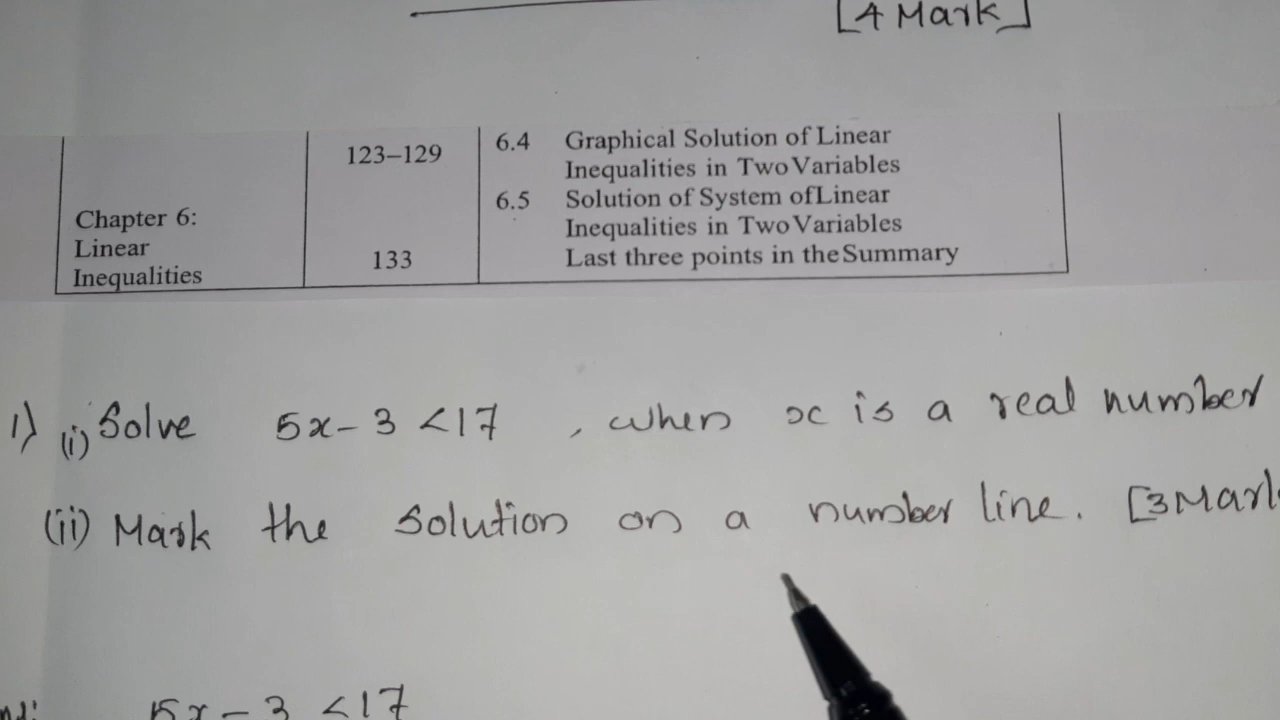 [4 Mark]
123–129
6.4 Graphical Solution of Linear
Inequalities in Two Variables
6.5 Solution of System of Linear
Inequalities in Two Variables
Chapter 6:
Linear
Inequalities
133
Last three points in the Summary
1) (i) Solve 5x - 3 < 17 , when x is a real number
(ii) Mark the solution on a number line. [3 Mark
5x - 3 < 17